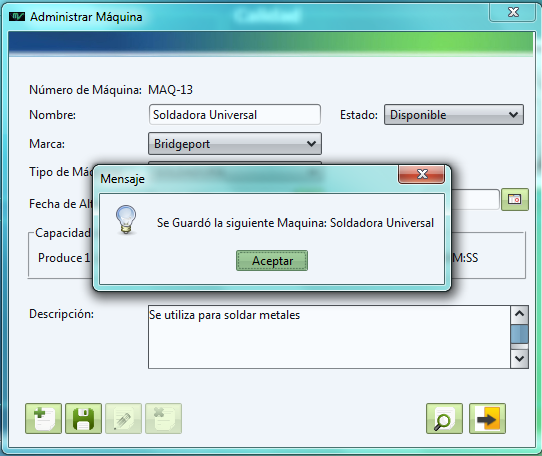 Calidad
Administrar Máquina
Número de Máquina: MAQ-13
Nombre: Soldadora Universal Estado: Disponible
Marca: Bridgeport
Tipo de Má
Mensaje
Fecha de Alt
Se Guardó la siguiente Maquina: Soldadora Universal
Capacidad
Produce 1 M:SS
Aceptar
Descripción: Se utiliza para soldar metales